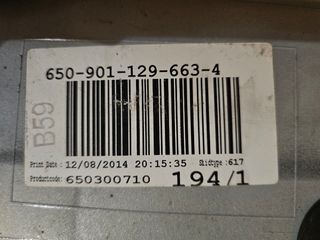 650-901-129-663-4
B59
Print Date : 12/08/2014 20:15:35 Slidtype :617
Productcode: 650300710 194/1